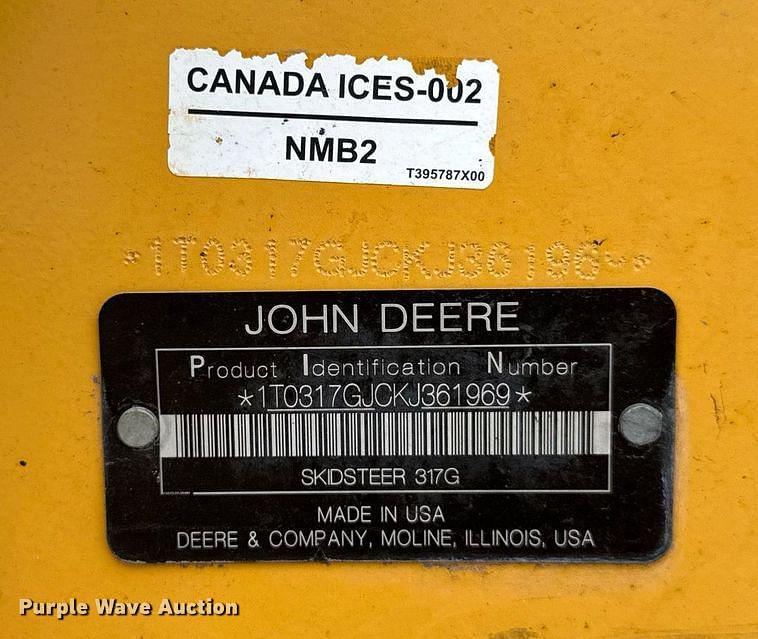 CANADA ICES-002
NMB2
T395787X00
JOHN DEERE
Product Identification Number
*1T0317GJCKJ361969*
SKIDSTEER 317G
MADE IN USA
DEERE & COMPANY, MOLINE, ILLINOIS, USA
Purple Wave Auction